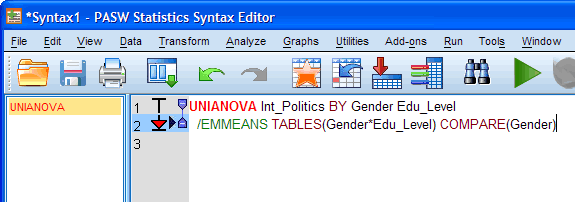 *Syntax1 - PASW Statistics Syntax Editor
File Edit View Data Transform Analyze Graphs Utilities Add-ons Run Tools Window
UNIANOVA
1 UNIANOVA Int_Politics BY Gender Edu_Level
2 /EMMEANS TABLES(Gender*Edu_Level) COMPARE(Gender)
3